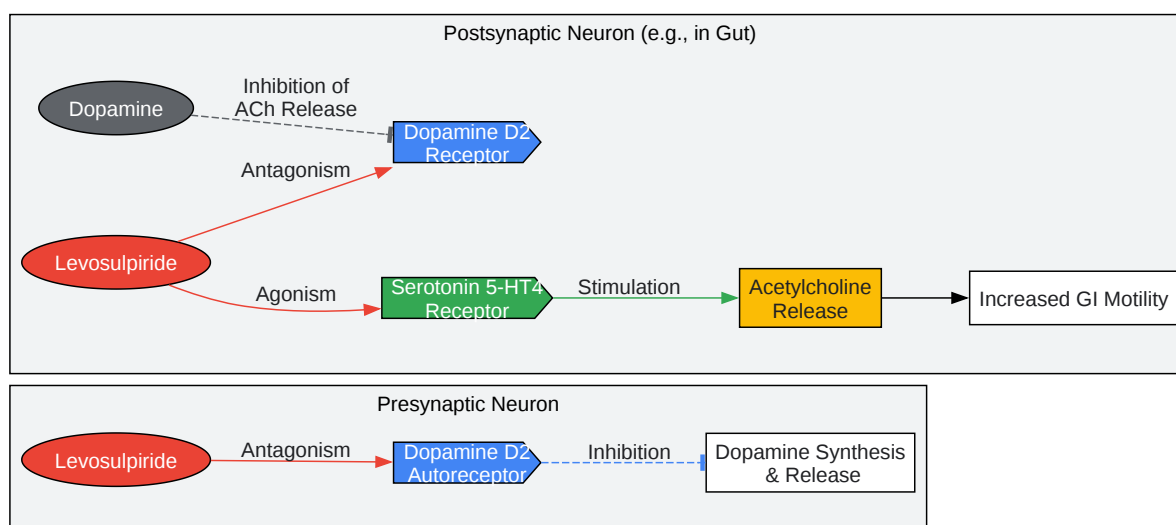 Postsynaptic Neuron (e.g., in Gut)
Dopamine
Inhibition of
ACh Release
Dopamine D2
Receptor
Antagonism
Levosulpiride
Agonism
Serotonin 5-HT4
Receptor
Stimulation
Acetylcholine
Release
Increased GI Motility
Presynaptic Neuron
Levosulpiride
Antagonism
Dopamine D2
Autoreceptor
Inhibition
Dopamine Synthesis
& Release